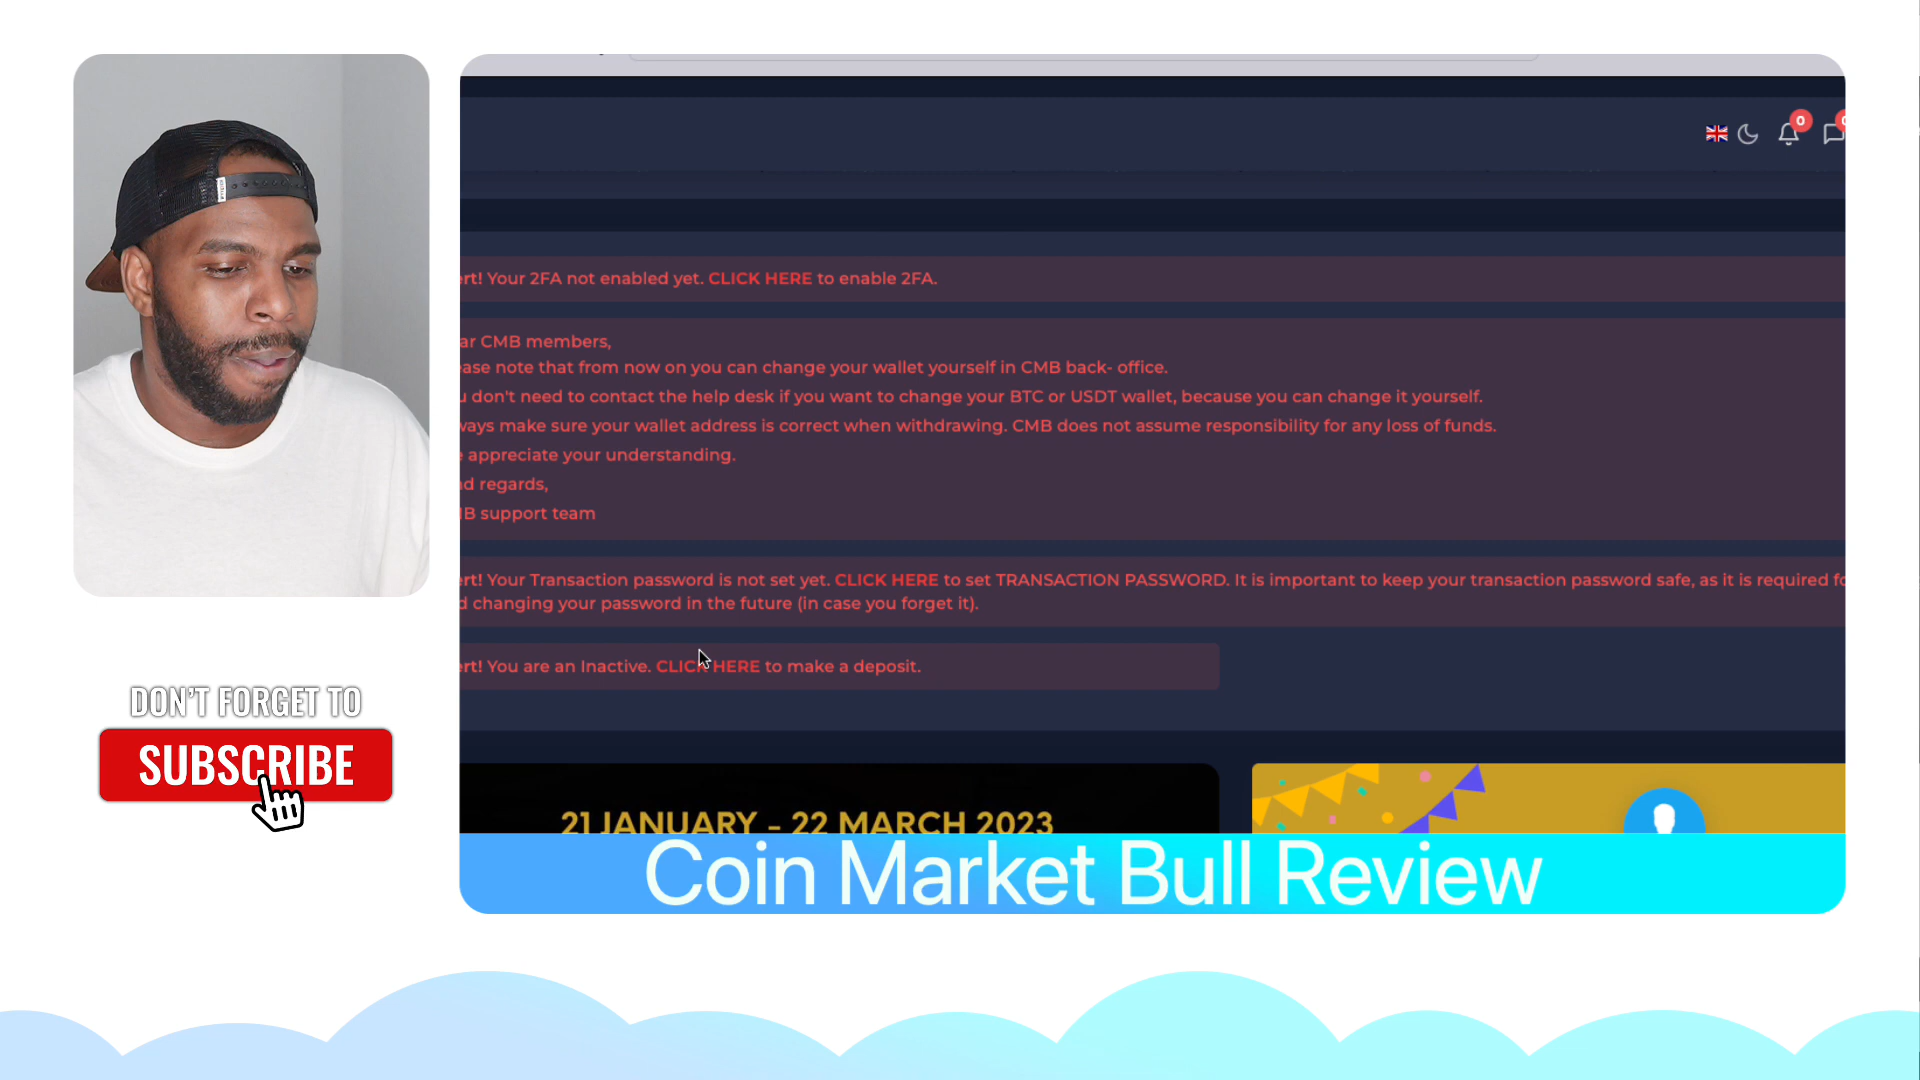 0
rt! Your 2FA not enabled yet. CLICK HERE to enable 2FA.
ar CMB members,
ase note that from now on you can change your wallet yourself in CMB back- office.
u don't need to contact the help desk if you want to change your BTC or USDT wallet, because you can change it yourself.
ways make sure your wallet address is correct when withdrawing. CMB does not assume responsibility for any loss of funds.
e appreciate your understanding.
nd regards,
IB support team
rt! Your Transaction password is not set yet. CLICK HERE to set TRANSACTION PASSWORD. It is important to keep your transaction password safe, as it is required fo
d changing your password in the future (in case you forget it).
rt! You are an Inactive. CLICK HERE to make a deposit.
21 JANUARY - 22 MARCH 2023
Coin Market Bull Review
DON'T FORGET TO
SUBSCRIBE